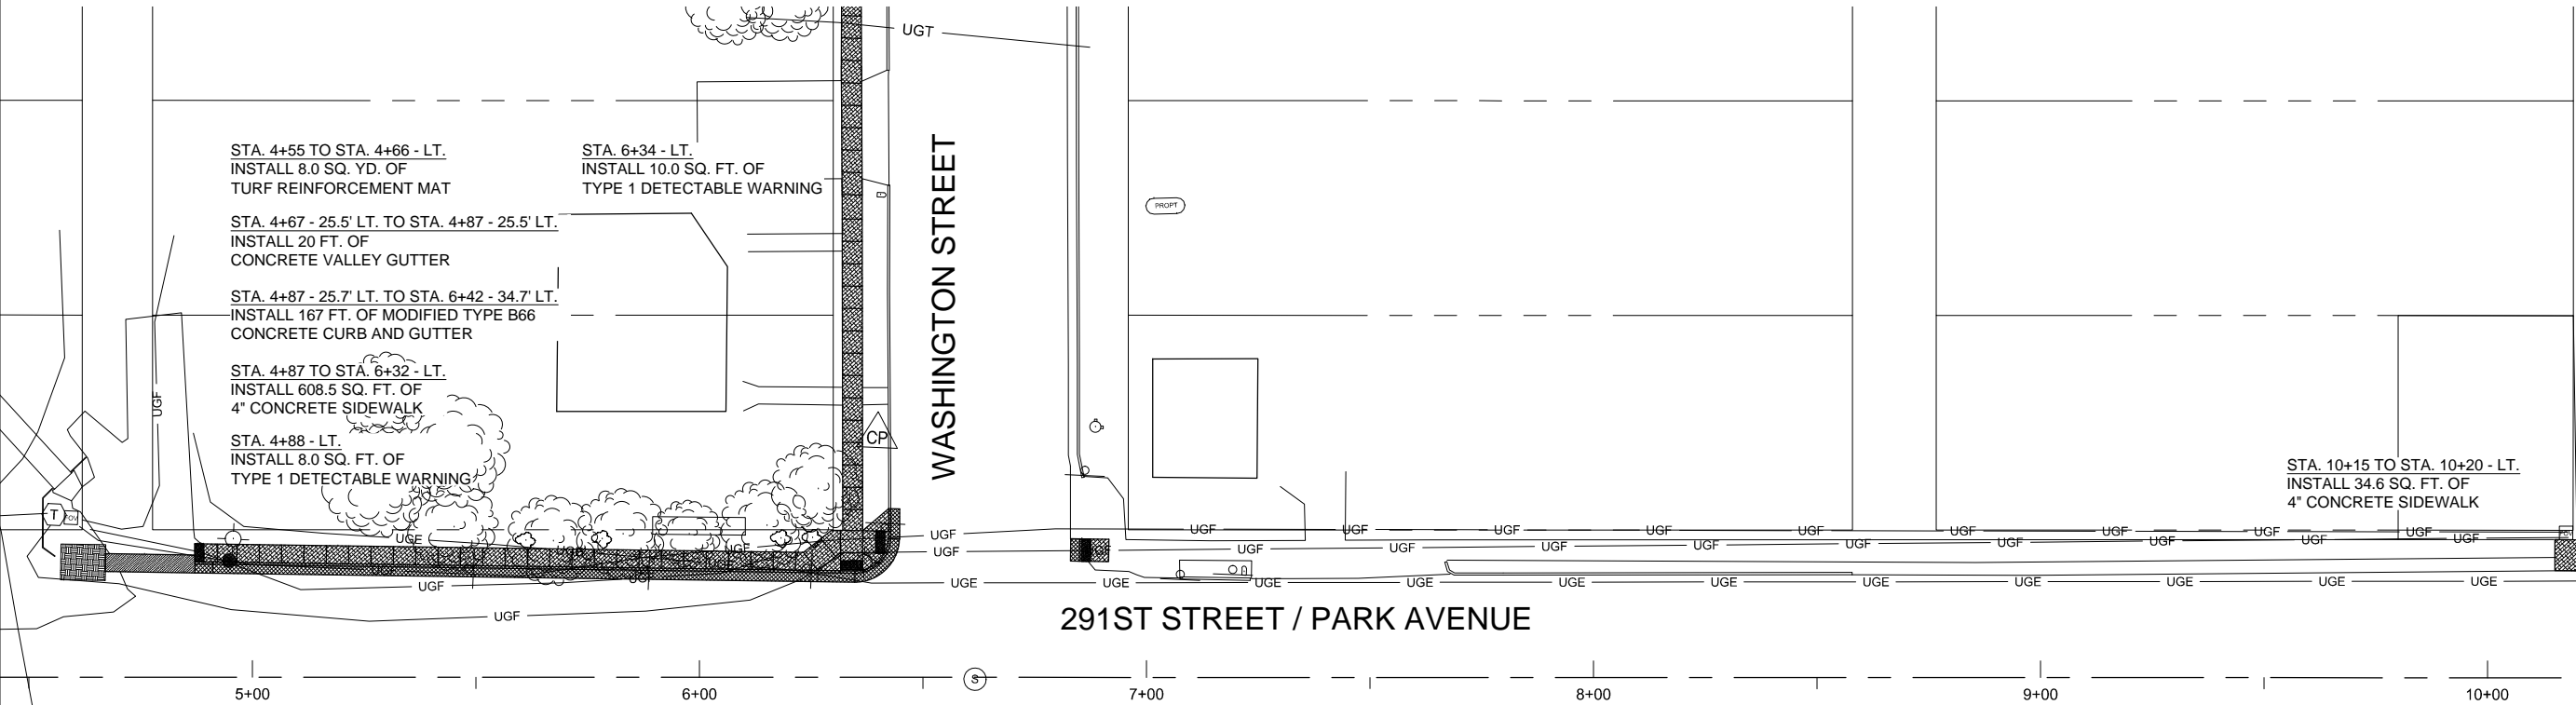 UGT
STA. 4+55 TO STA. 4+66 - LT.
INSTALL 8.0 SQ. YD. OF
TURF REINFORCEMENT MAT
STA. 4+67 - 25.5' LT. TO STA. 4+87 - 25.5' LT.
INSTALL 20 FT. OF
CONCRETE VALLEY GUTTER
STA. 4+87 - 25.7' LT. TO STA. 6+42 - 34.7' LT.
INSTALL 167 FT. OF MODIFIED TYPE B66
CONCRETE CURB AND GUTTER
STA. 4+87 TO STA. 6+32 - LT.
INSTALL 608.5 SQ. FT. OF
4" CONCRETE SIDEWALK
STA. 4+88 - LT.
INSTALL 8.0 SQ. FT. OF
TYPE 1 DETECTABLE WARNING
STA. 6+34 - LT.
INSTALL 10.0 SQ. FT. OF
TYPE 1 DETECTABLE WARNING
WASHINGTON STREET
PROPT
CP
UGF
T
STA. 10+15 TO STA. 10+20 - LT.
INSTALL 34.6 SQ. FT. OF
4" CONCRETE SIDEWALK
UGF UGF UGF UGF UGF UGF UGF UGF UGF UGF
UGF UGF UGF UGF UGF UGF UGF UGF UGF UGF
UGE UGE UGE UGE UGE UGE UGE UGE UGE UGE UGE
UGF
UGF
291ST STREET / PARK AVENUE
S
5+00 6+00 7+00 8+00 9+00 10+00